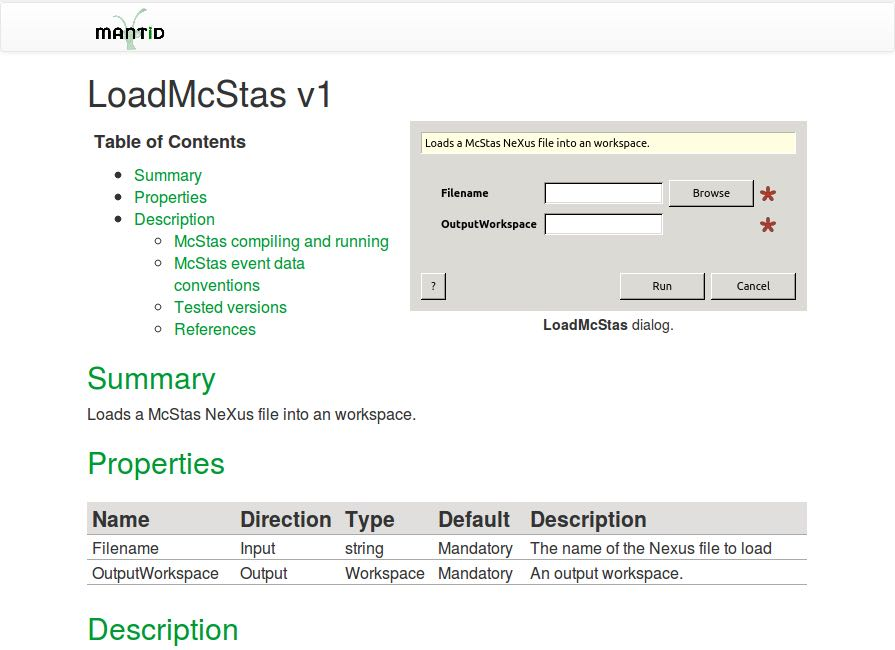 MANTiD
LoadMcStas v1
Table of Contents
Summary
Properties
Description
McStas compiling and running
McStas event data
conventions
Tested versions
References
Loads a McStas NeXus file into an workspace.
Filename Browse *
OutputWorkspace *
? Run Cancel
LoadMcStas dialog.
Summary
Loads a McStas NeXus file into an workspace.
Properties
Name Direction Type Default Description
Filename Input string Mandatory The name of the Nexus file to load
OutputWorkspace Output Workspace Mandatory An output workspace.
Description